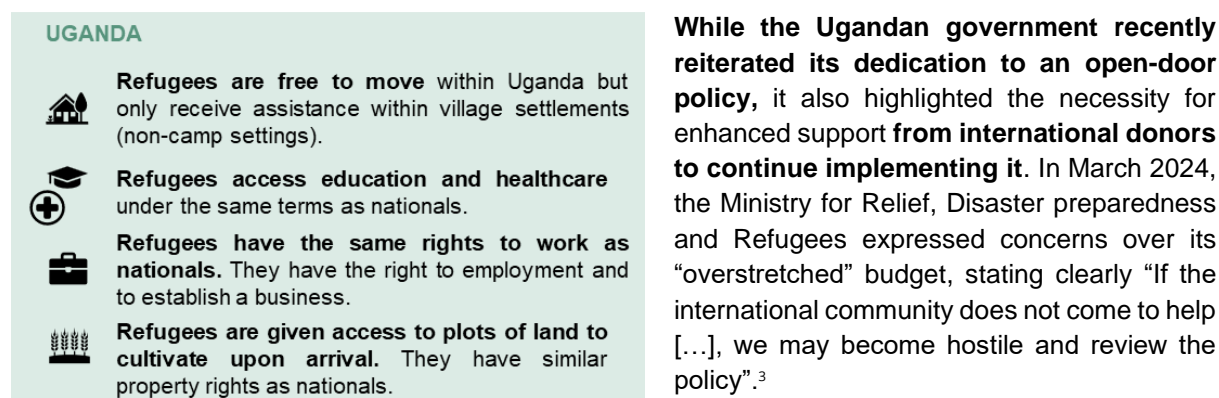 UGANDA
Refugees are free to move within Uganda but
only receive assistance within village settlements
(non-camp settings).
Refugees access education and healthcare
under the same terms as nationals.
Refugees have the same rights to work as
nationals. They have the right to employment and
to establish a business.
Refugees are given access to plots of land to
cultivate upon arrival. They have similar
property rights as nationals.
While the Ugandan government recently
reiterated its dedication to an open-door
policy, it also highlighted the necessity for
enhanced support from international donors
to continue implementing it. In March 2024,
the Ministry for Relief, Disaster preparedness
and Refugees expressed concerns over its
“overstretched” budget, stating clearly “If the
international community does not come to help
[…], we may become hostile and review the
policy”.³